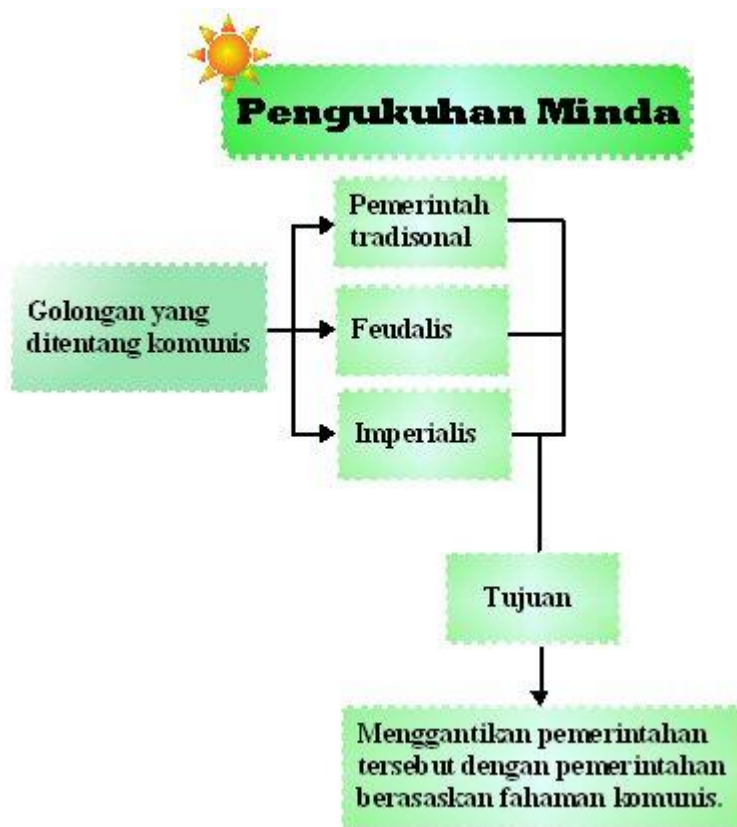 Pengukuhan Minda
Pemerintah
tradisonal
Golongan yang
ditentang komunis
Feudalis
Imperialis
Tujuan
Menggantikan pemerintahan
tersebut dengan pemerintahan
berasaskan fahaman komunis.